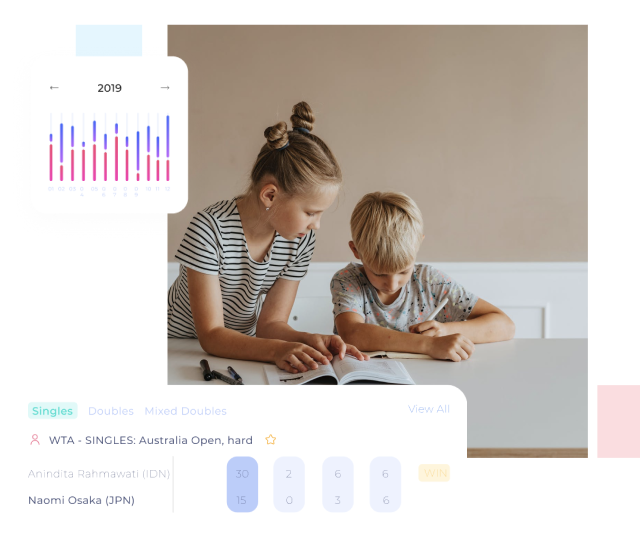 ← 2019 →
Singles Doubles Mixed Doubles View All
WTA - SINGLES: Australia Open, hard
Anindita Rahmawati (IDN) 30 2 6 6 WIN
Naomi Osaka (JPN) 15 0 3 6